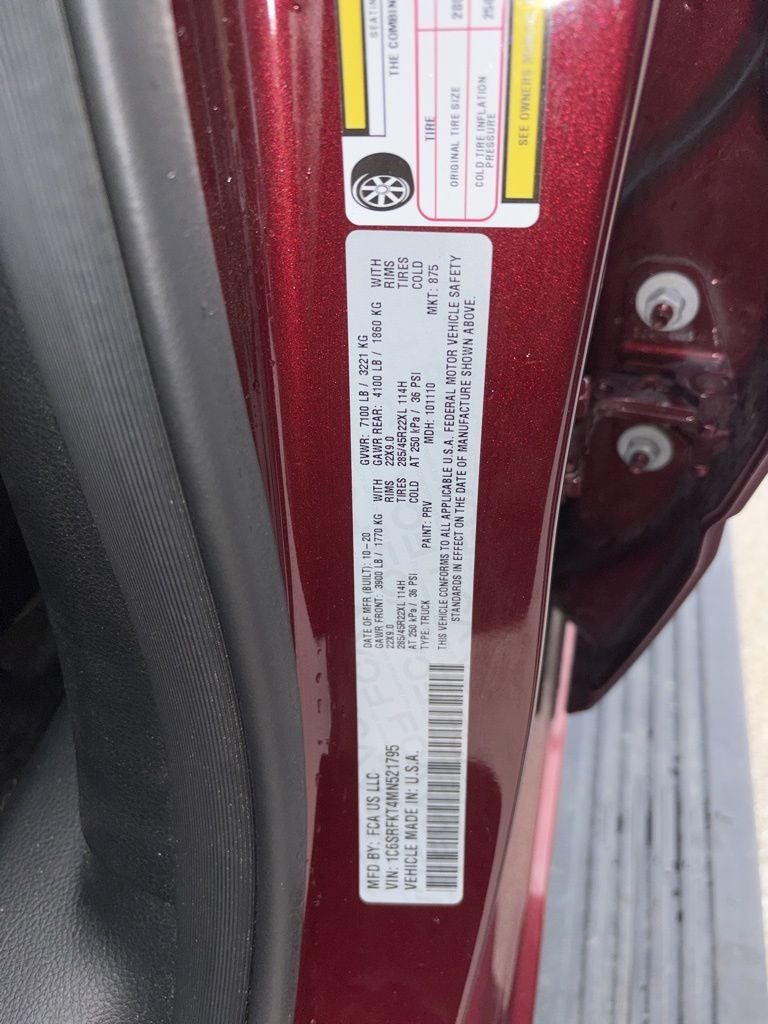 MFD BY: FCA US LLC
VIN: 1C6SRFKT4MN521795
VEHICLE MADE IN: U.S.A.
DATE OF MFR (BUILT): 10-20 GVWR: 7100 LB / 3221 KG
GAWR FRONT: 3900 LB / 1770 KG WITH GAWR REAR: 4100 LB / 1860 KG WITH
22X9.0 RIMS 22X9.0 RIMS
285/45R22XL 114H TIRES 285/45R22XL 114H TIRES
AT 250 kPa / 36 PSI COLD AT 250 kPa / 36 PSI COLD
TYPE: TRUCK PAINT: PRV MDH: 101110 MKT: 875
THIS VEHICLE CONFORMS TO ALL APPLICABLE U.S.A. FEDERAL MOTOR VEHICLE SAFETY
STANDARDS IN EFFECT ON THE DATE OF MANUFACTURE SHOWN ABOVE.
THE COMBIN
TIRE
ORIGINAL TIRE SIZE 28
COLD TIRE INFLATION 25
PRESSURE
SEE OWNERS